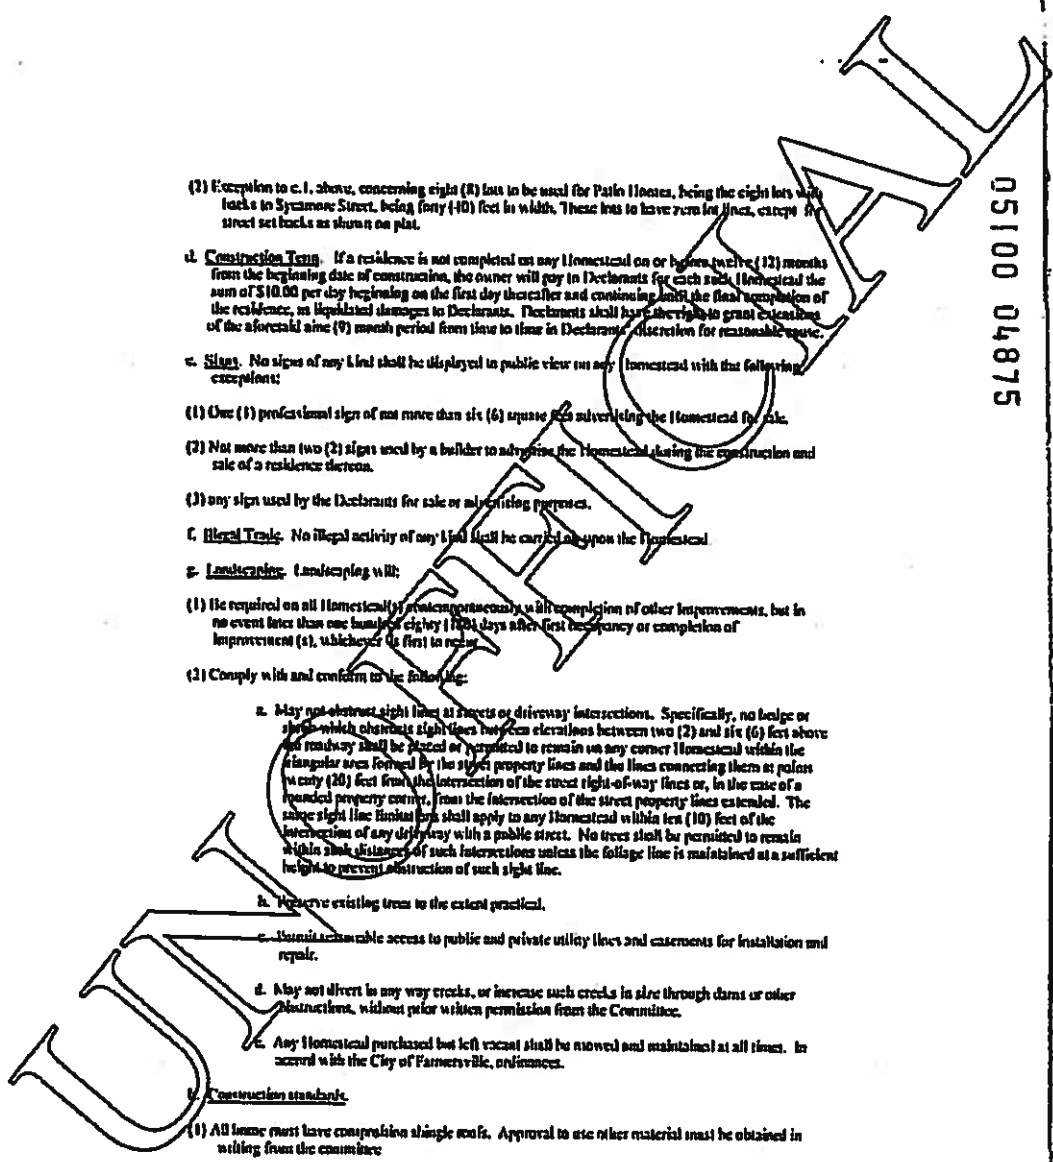 (2) Exception to c.1, above, concerning eight (8) lots to be used for Patio Homes, being the eight lots with
backs to Sycamore Street, being forty (40) feet in width. These lots to have zero lot lines, except for
street set backs as shown on plat.
d. Construction Term. If a residence is not completed on any Homestead on or before twelve (12) months
from the beginning date of construction, the owner will pay to Declarants for each such Homestead the
sum of $10.00 per day beginning on the first day thereafter and continuing until the final completion of
the residence, as liquidated damages to Declarants. Declarants shall have the right to grant extensions
of the aforesaid nine (9) month period from time to time in Declarants discretion for reasonable cause.
e. Signs. No signs of any kind shall be displayed to public view on any Homestead with the following
exceptions:
(1) One (1) professional sign of not more than six (6) square feet advertising the Homestead for sale.
(2) Not more than two (2) signs used by a builder to advertise the Homestead during the construction and
sale of a residence thereon.
(3) any sign used by the Declarants for sale or advertising purposes.
f. Illegal Trade. No illegal activity of any kind shall be carried on upon the Homestead
g. Landscaping. Landscaping will:
(1) Be required on all Homestead(s) contemporaneously with completion of other improvements, but in
no event later than one hundred eighty (180) days after first occupancy or completion of
improvement (s), whichever is first to occur
(2) Comply with and conform to the following:
a. May not obstruct sight lines at streets or driveway intersections. Specifically, no hedge or
shrub which obstructs sight lines between elevations between two (2) and six (6) feet above
the roadway shall be placed or permitted to remain on any corner Homestead within the
triangular area formed by the street property lines and the lines connecting them at points
twenty (20) feet from the intersection of the street right-of-way lines or, in the case of a
rounded property corner, from the intersection of the street property lines extended. The
same sight line limitations shall apply to any Homestead within ten (10) feet of the
intersection of any driveway with a public street. No trees shall be permitted to remain
within such distances of such intersections unless the foliage line is maintained at a sufficient
height to prevent obstruction of such sight line.
b. Preserve existing trees to the extent practical.
c. Permit reasonable access to public and private utility lines and easements for installation and
repair.
d. May not divert in any way creeks, or increase such creeks in size through dams or other
obstructions, without prior written permission from the Committee.
e. Any Homestead purchased but left vacant shall be mowed and maintained at all times. In
accord with the City of Farmersville, ordinances.
h. Construction standards.
(1) All house must have composition shingle roofs. Approval to use other material must be obtained in
writing from the committee
05100 04875
UNOFFICIAL